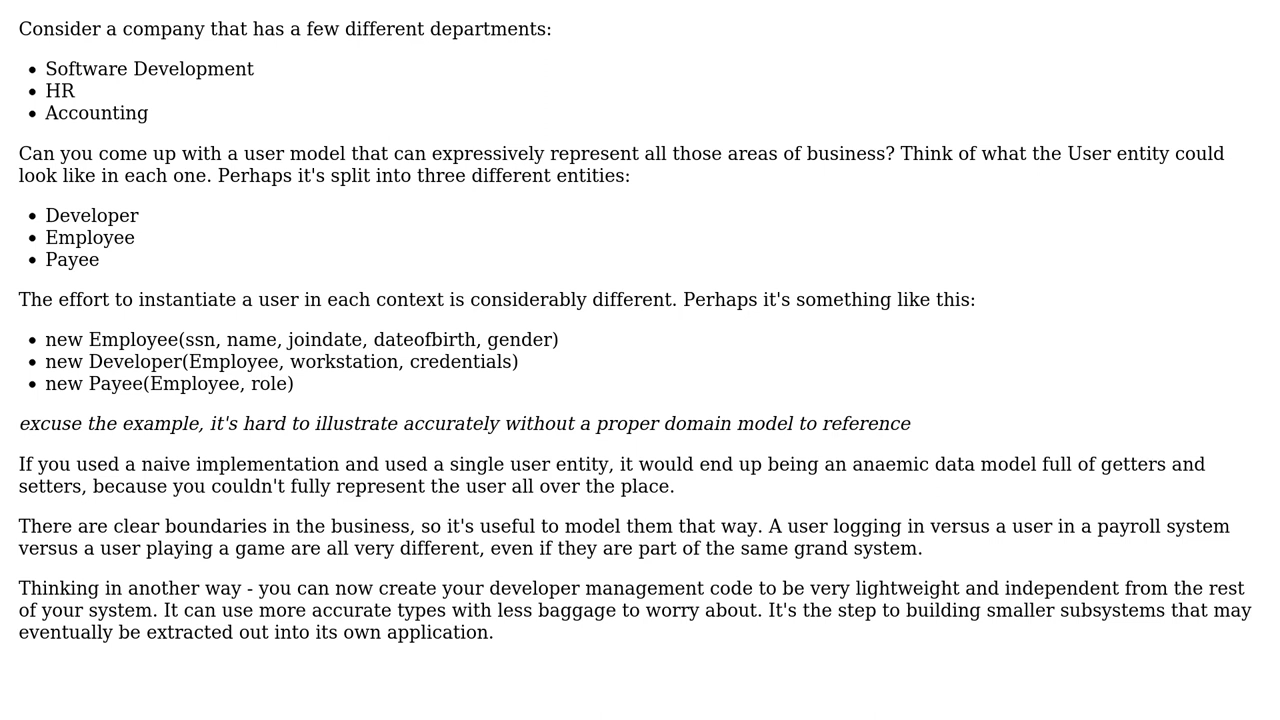 Consider a company that has a few different departments:
• Software Development
• HR
• Accounting
Can you come up with a user model that can expressively represent all those areas of business? Think of what the User entity could
look like in each one. Perhaps it's split into three different entities:
• Developer
• Employee
• Payee
The effort to instantiate a user in each context is considerably different. Perhaps it's something like this:
• new Employee(ssn, name, joindate, dateofbirth, gender)
• new Developer(Employee, workstation, credentials)
• new Payee(Employee, role)
excuse the example, it's hard to illustrate accurately without a proper domain model to reference
If you used a naive implementation and used a single user entity, it would end up being an anaemic data model full of getters and
setters, because you couldn't fully represent the user all over the place.
There are clear boundaries in the business, so it's useful to model them that way. A user logging in versus a user in a payroll system
versus a user playing a game are all very different, even if they are part of the same grand system.
Thinking in another way - you can now create your developer management code to be very lightweight and independent from the rest
of your system. It can use more accurate types with less baggage to worry about. It's the step to building smaller subsystems that may
eventually be extracted out into its own application.